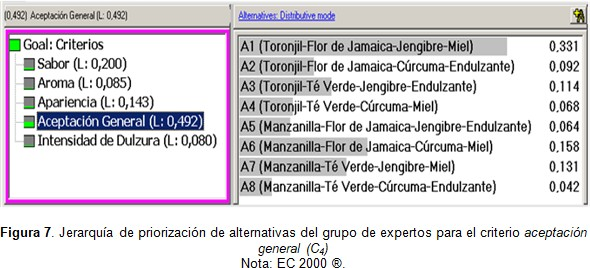 (0,492) Aceptación General (L: 0,492)
Alternatives: Distributive mode
Goal: Criterios
Sabor (L: 0,200)
Aroma (L: 0,085)
Apariencia (L: 0,143)
Aceptación General (L: 0,492)
Intensidad de Dulzura (L: 0,080)
A1 (Toronjil-Flor de Jamaica-Jengibre-Miel) 0,331
A2 (Toronjil-Flor de Jamaica-Cúrcuma-Endulzante) 0,092
A3 (Toronjil-Té Verde-Jengibre-Endulzante) 0,114
A4 (Toronjil-Té Verde-Cúrcuma-Miel) 0,068
A5 (Manzanilla-Flor de Jamaica-Jengibre-Endulzante) 0,064
A6 (Manzanilla-Flor de Jamaica-Cúrcuma-Miel) 0,158
A7 (Manzanilla-Té Verde-Jengibre-Miel) 0,131
A8 (Manzanilla-Té Verde-Cúrcuma-Endulzante) 0,042
Figura 7. Jerarquía de priorización de alternativas del grupo de expertos para el criterio aceptación
general (C4)
Nota: EC 2000 ®.